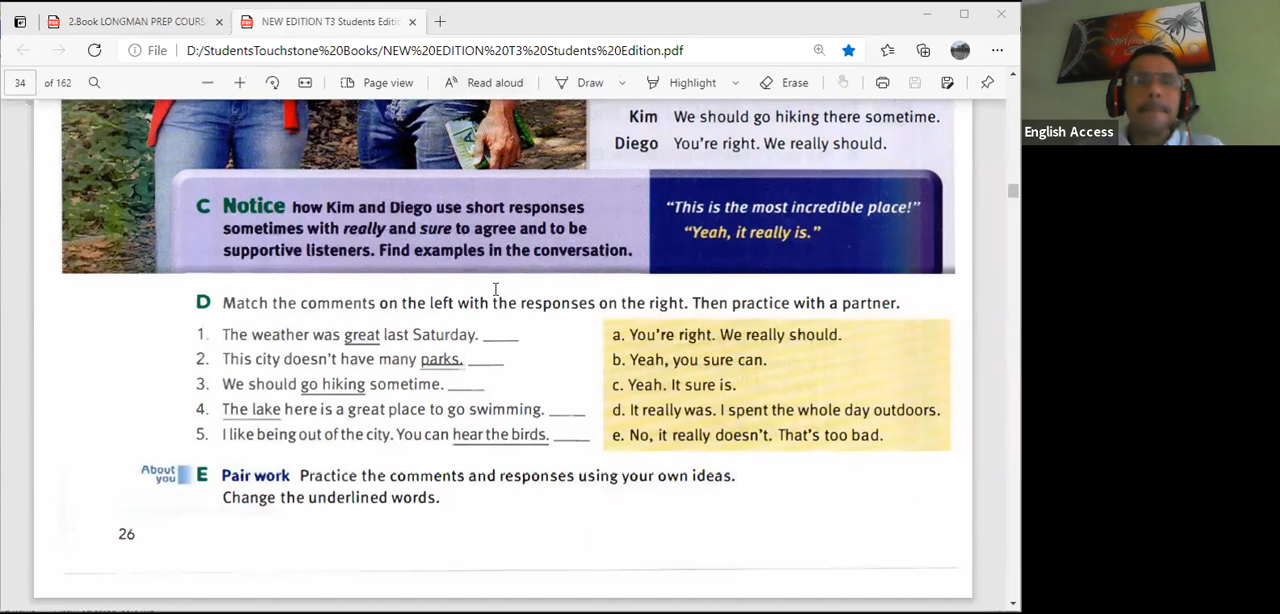 2.Book LONGMAN PREP COURS
NEW EDITION T3 Students Editi
File
D:/StudentsTouchstone%20Books/NEW%20EDITION%20T3%20Students%20Edition.pdf
34 of 162
Page view
Read aloud
Draw
Highlight
Erase
English Access
Kim We should go hiking there sometime.
Diego You're right. We really should.
C Notice how Kim and Diego use short responses
sometimes with really and sure to agree and to be
supportive listeners. Find examples in the conversation.
"This is the most incredible place!"
"Yeah, it really is."
D Match the comments on the left with the responses on the right. Then practice with a partner.
1. The weather was great last Saturday. ____
2. This city doesn't have many parks. ____
3. We should go hiking sometime. ____
4. The lake here is a great place to go swimming. ____
5. I like being out of the city. You can hear the birds. ____
a. You're right. We really should.
b. Yeah, you sure can.
c. Yeah. It sure is.
d. It really was. I spent the whole day outdoors.
e. No, it really doesn't. That's too bad.
About
you
E Pair work Practice the comments and responses using your own ideas.
Change the underlined words.
26